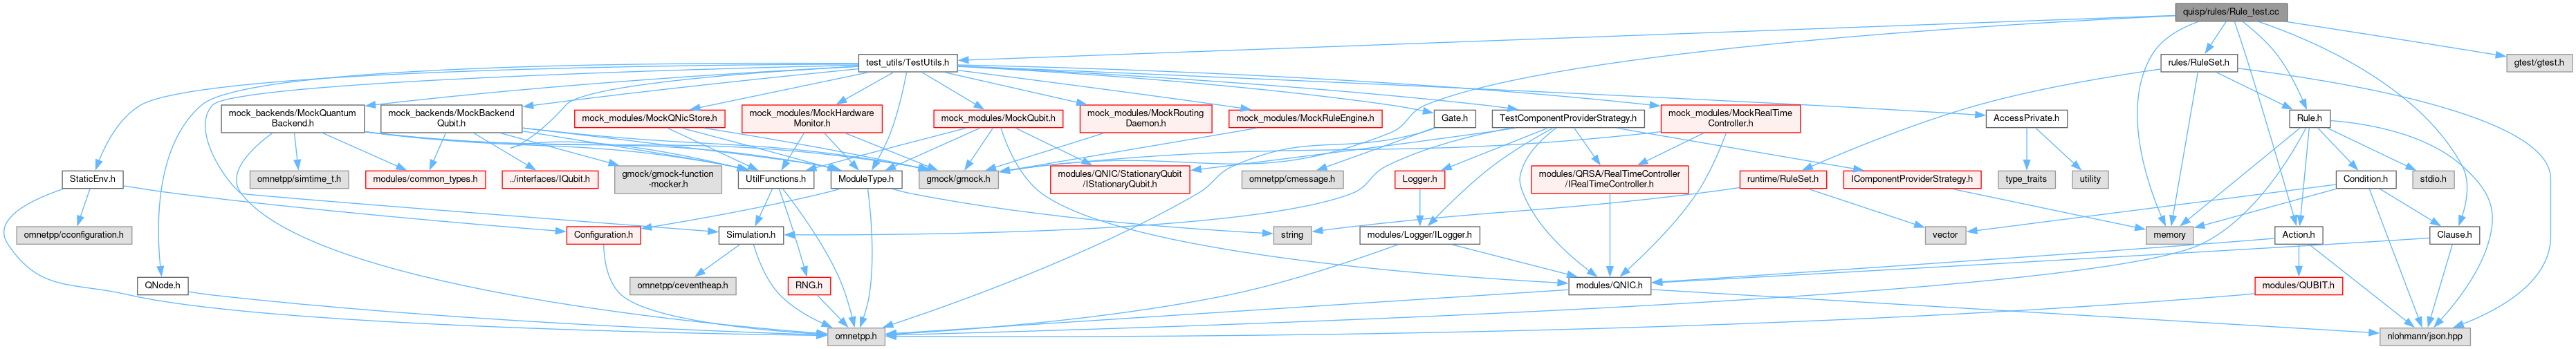 quisp/rules/Rule_test.cc
test_utils/TestUtils.h
rules/RuleSet.h
gtest/gtest.h
mock_backends/MockQuantum
Backend.h
mock_backends/MockBackend
Qubit.h
mock_modules/MockQNicStore.h
mock_modules/MockHardware
Monitor.h
mock_modules/MockQubit.h
mock_modules/MockRouting
Daemon.h
mock_modules/MockRuleEngine.h
Gate.h
TestComponentProviderStrategy.h
mock_modules/MockRealTime
Controller.h
AccessPrivate.h
Rule.h
StaticEnv.h
omnetpp/simtime_t.h
modules/common_types.h
../interfaces/IQubit.h
gmock/gmock-function
-mocker.h
UtilFunctions.h
ModuleType.h
gmock/gmock.h
modules/QNIC/StationaryQubit
/IStationaryQubit.h
omnetpp/cmessage.h
Logger.h
modules/QRSA/RealTimeController
/IRealTimeController.h
runtime/RuleSet.h
IComponentProviderStrategy.h
type_traits
utility
Condition.h
stdio.h
omnetpp/cconfiguration.h
Configuration.h
Simulation.h
string
modules/Logger/ILogger.h
vector
memory
Action.h
Clause.h
QNode.h
omnetpp/ceventheap.h
RNG.h
modules/QNIC.h
modules/QUBIT.h
omnetpp.h
nlohmann/json.hpp